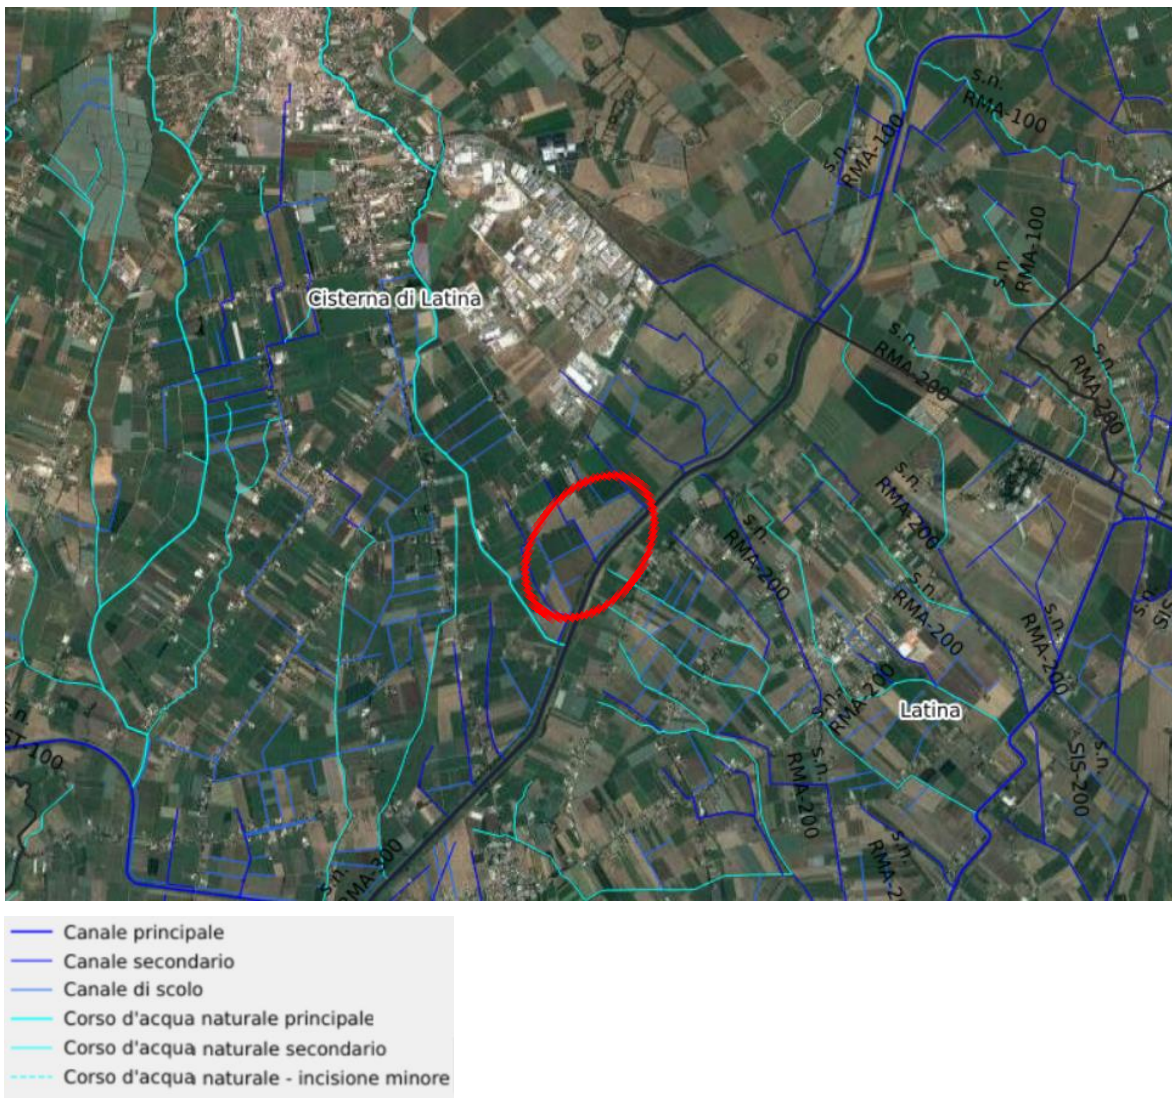 s.n.
RMA-100
s.n.
RMA-100
s.n.
RMA-100
Cisterna di Latina
s.n.
RMA-200
s.n.
RMA-200
s.n.
RMA-200
s.n.
RMA-200
s.n.
RMA-200
s.n.
RMA-200
s.n.
s.n.
RMA-200
Latina
s.n.
ST-100
s.n.
RMA-200
s.n.
SIS-200
s.n.
RMA-2
s.n.
RMA-300
Canale principale
Canale secondario
Canale di scolo
Corso d'acqua naturale principale
Corso d'acqua naturale secondario
Corso d'acqua naturale - incisione minore